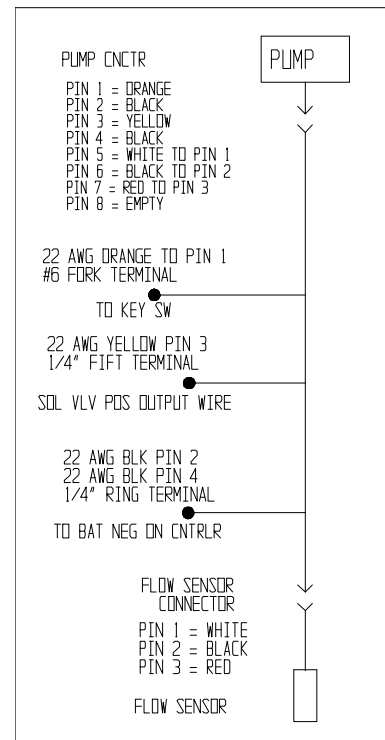 PUMP CNCTR
PUMP
PIN 1 = ORANGE
PIN 2 = BLACK
PIN 3 = YELLOW
PIN 4 = BLACK
PIN 5 = WHITE TO PIN 1
PIN 6 = BLACK TO PIN 2
PIN 7 = RED TO PIN 3
PIN 8 = EMPTY
22 AWG ORANGE TO PIN 1
#6 FORK TERMINAL
TO KEY SW
22 AWG YELLOW PIN 3
1/4" FIFT TERMINAL
SOL VLV POS OUTPUT WIRE
22 AWG BLK PIN 2
22 AWG BLK PIN 4
1/4" RING TERMINAL
TO BAT NEG ON CNTRLR
FLOW SENSOR
CONNECTOR
PIN 1 = WHITE
PIN 2 = BLACK
PIN 3 = RED
FLOW SENSOR